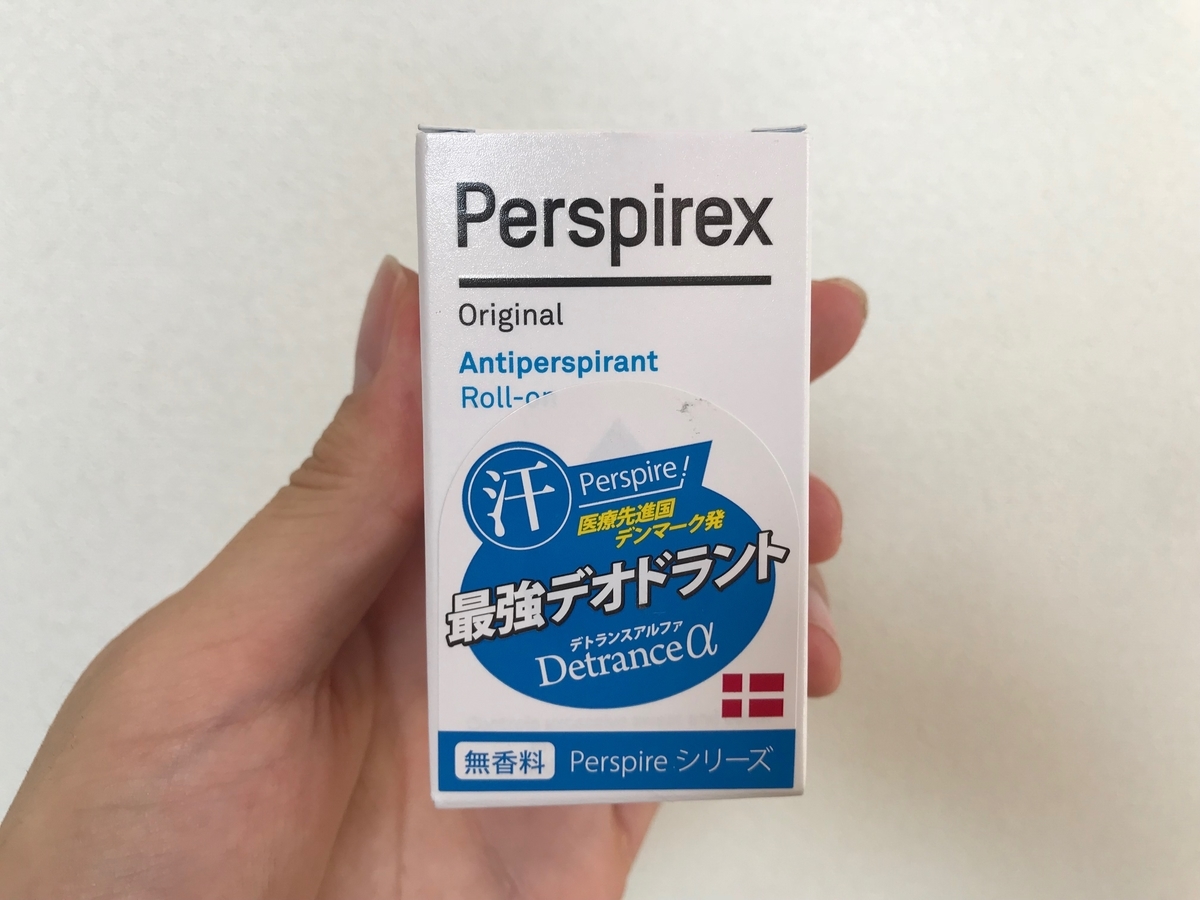 Perspirex
Original
Antiperspirant
Roll-on
汗
Perspire!
医療先進国
デンマーク発
最強デオドラント
デトランスアルファ
Detrance α
無香料 Perspire シリーズ